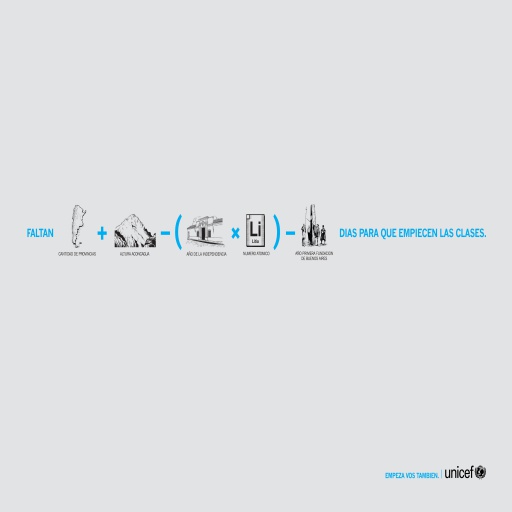 FALTAN + - ( × Li Litio ) - DIAS PARA QUE EMPIECEN LAS CLASES.
CANTIDAD DE PROVINCIAS ALTURA ACONCAGUA AÑO DE LA INDEPENDENCIA NUMERO ATOMICO AÑO PRIMERA FUNDACION
DE BUENOS AIRES
EMPEZA VOS TAMBIEN. unicef